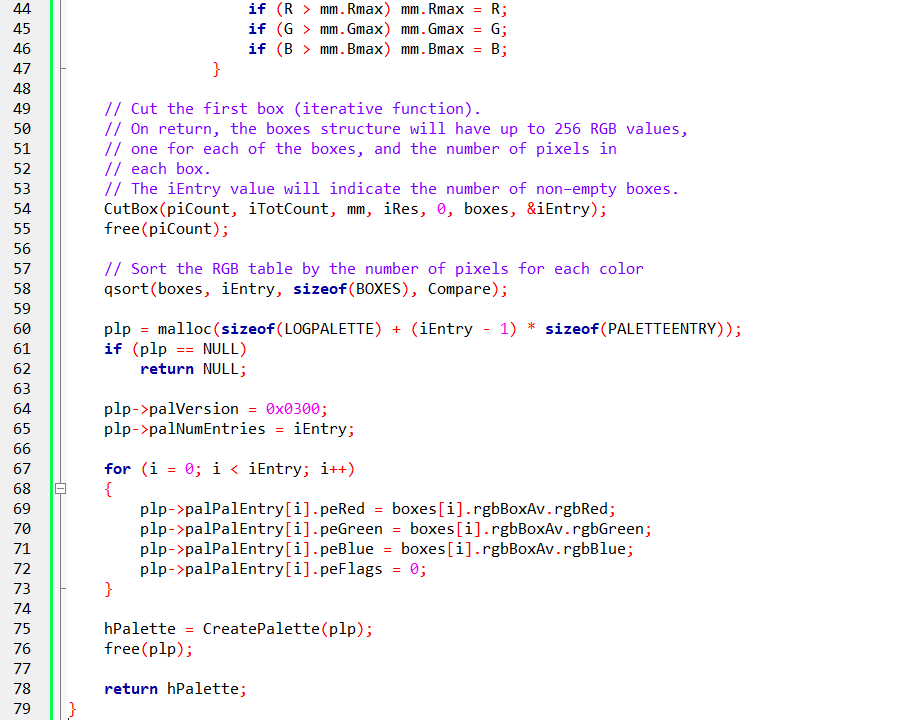 44                         if (R > mm.Rmax) mm.Rmax = R;
45                         if (G > mm.Gmax) mm.Gmax = G;
46                         if (B > mm.Bmax) mm.Bmax = B;
47                     }
48
49         // Cut the first box (iterative function).
50         // On return, the boxes structure will have up to 256 RGB values,
51         // one for each of the boxes, and the number of pixels in
52         // each box.
53         // The iEntry value will indicate the number of non-empty boxes.
54         CutBox(piCount, iTotCount, mm, iRes, 0, boxes, &iEntry);
55         free(piCount);
56
57         // Sort the RGB table by the number of pixels for each color
58         qsort(boxes, iEntry, sizeof(BOXES), Compare);
59
60         plp = malloc(sizeof(LOGPALETTE) + (iEntry - 1) * sizeof(PALETTEENTRY));
61         if (plp == NULL)
62             return NULL;
63
64         plp->palVersion = 0x0300;
65         plp->palNumEntries = iEntry;
66
67         for (i = 0; i < iEntry; i++)
68         {
69             plp->palPalEntry[i].peRed = boxes[i].rgbBoxAv.rgbRed;
70             plp->palPalEntry[i].peGreen = boxes[i].rgbBoxAv.rgbGreen;
71             plp->palPalEntry[i].peBlue = boxes[i].rgbBoxAv.rgbBlue;
72             plp->palPalEntry[i].peFlags = 0;
73         }
74
75         hPalette = CreatePalette(plp);
76         free(plp);
77
78         return hPalette;
79     }